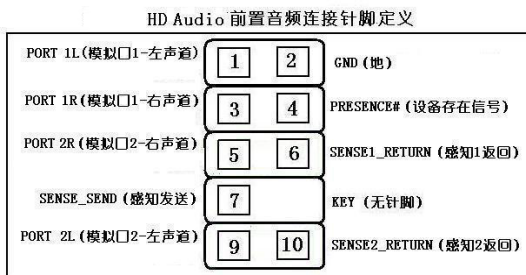 HD Audio 前置音频连接针脚定义
PORT 1L(模拟口1-左声道) 1 2 GND(地)
PORT 1R(模拟口1-右声道) 3 4 PRESENCE#(设备存在信号)
PORT 2R(模拟口2-右声道) 5 6 SENSE1_RETURN(感知1返回)
SENSE_SEND(感知发送) 7 KEY (无针脚)
PORT 2L(模拟口2-左声道) 9 10 SENSE2_RETURN(感知2返回)